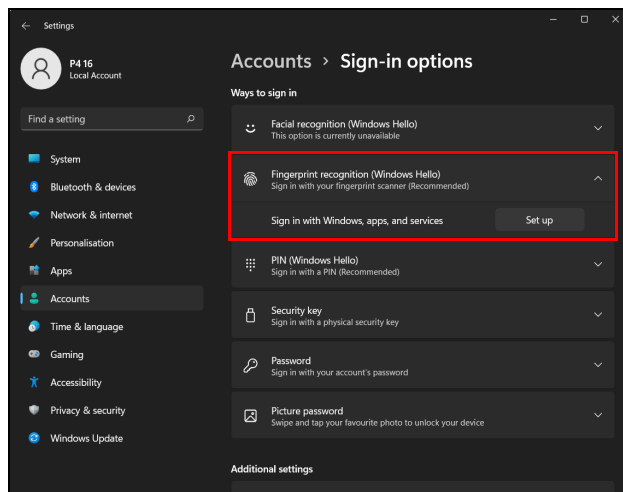 Settings
P4 16
Local Account
Find a setting
System
Bluetooth & devices
Network & internet
Personalisation
Apps
Accounts
Time & language
Gaming
Accessibility
Privacy & security
Windows Update
Accounts > Sign-in options
Ways to sign in
Facial recognition (Windows Hello)
This option is currently unavailable
Fingerprint recognition (Windows Hello)
Sign in with your fingerprint scanner (Recommended)
Sign in with Windows, apps, and services
Set up
PIN (Windows Hello)
Sign in with a PIN (Recommended)
Security key
Sign in with a physical security key
Password
Sign in with your account's password
Picture password
Swipe and tap your favourite photo to unlock your device
Additional settings